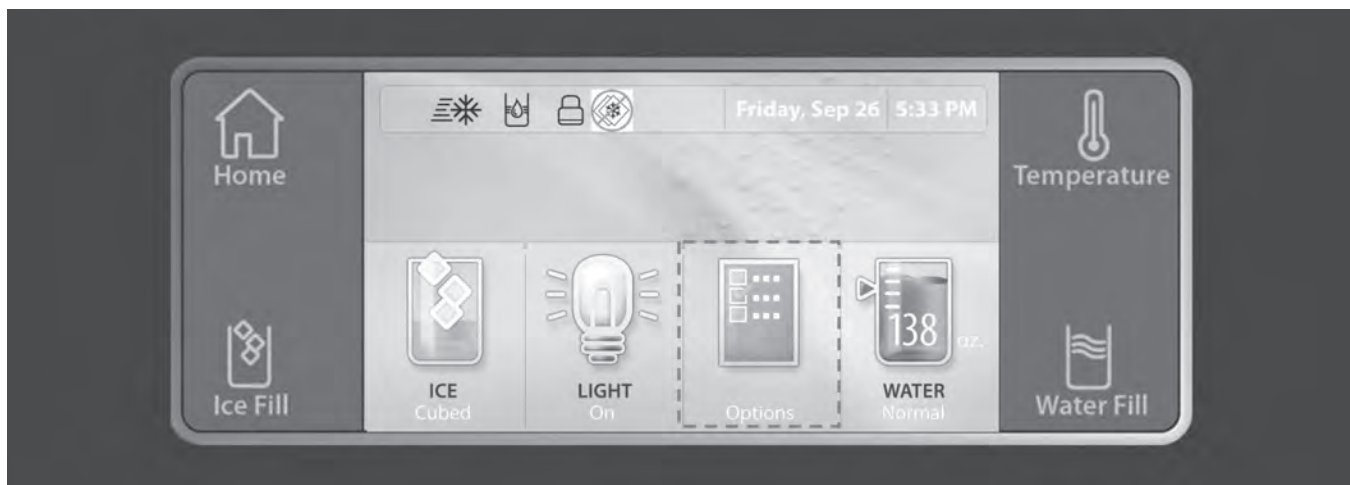 Friday, Sep 26 5:33 PM
Home
Temperature
138 oz.
ICE
Cubed
LIGHT
On
Options
WATER
Normal
Ice Fill
Water Fill